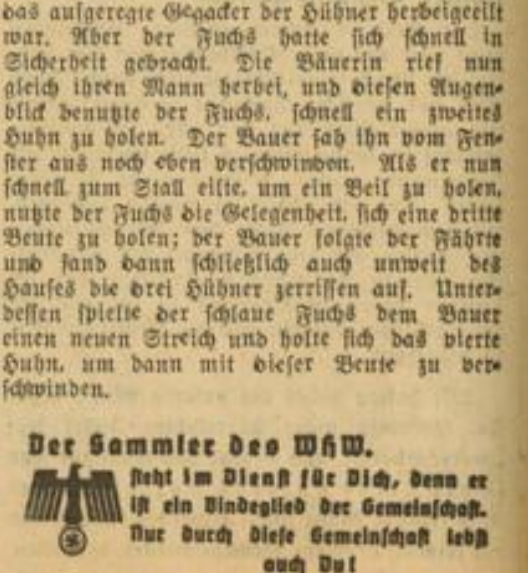 das aufgeregte Gegacker der Hühner herbeigeeilt
war. Aber der Fuchs hatte sich schnell in
Sicherheit gebracht. Die Bäuerin rief nun
gleich ihren Mann herbei, und diesen Augen-
blick benutzte der Fuchs, schnell ein zweites
Huhn zu holen. Der Bauer sah ihn vom Fen-
ster aus noch eben verschwinden. Als er nun
schnell zum Stall eilte, um ein Beil zu holen,
nutzte der Fuchs die Gelegenheit, sich eine dritte
Beute zu holen; der Bauer folgte der Fährte
und fand dann schließlich auch unweit des
Hauses die drei Hühner zerrissen auf. Unter-
dessen spielte der schlaue Fuchs dem Bauer
einen neuen Streich und holte sich das vierte
Huhn, um dann mit dieser Beute zu ver-
schwinden.
Der Sammler des WHW.
steht im Dienst für Dich, denn er
ist ein Bindeglied der Gemeinschaft.
Nur durch diese Gemeinschaft lebst
auch Du!